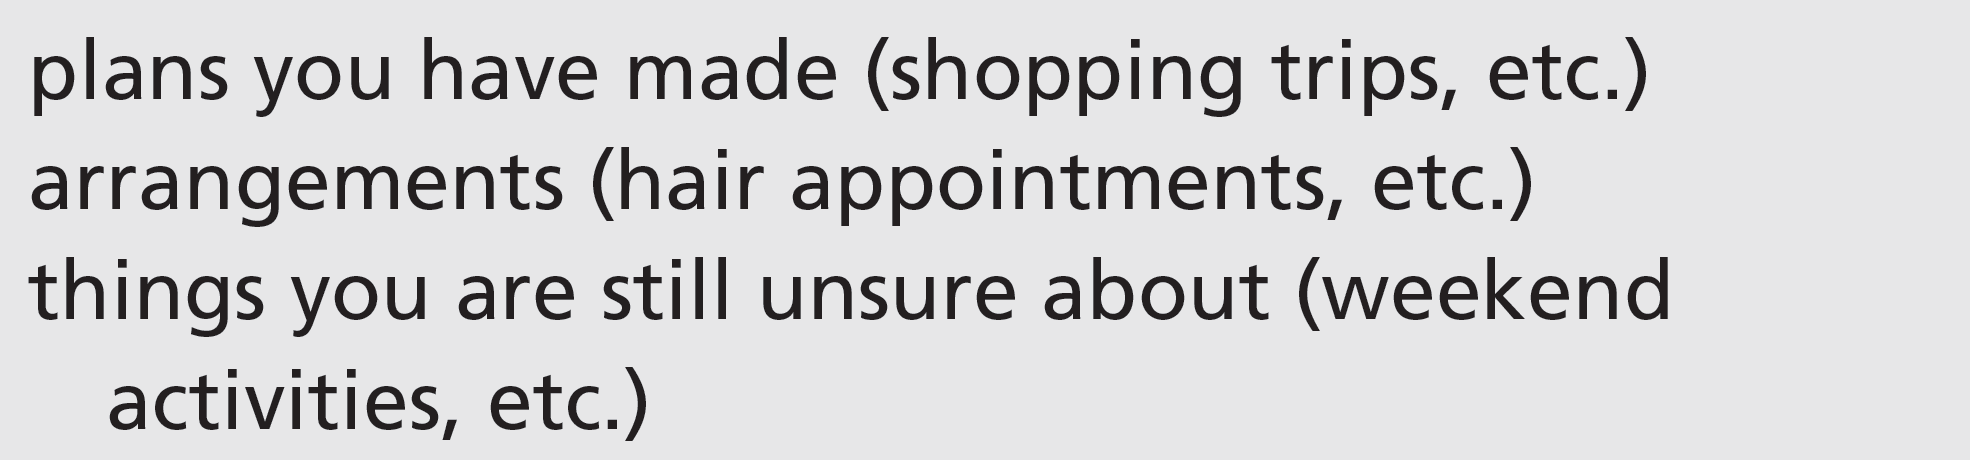 plans you have made (shopping trips, etc.)
arrangements (hair appointments, etc.)
things you are still unsure about (weekend
activities, etc.)